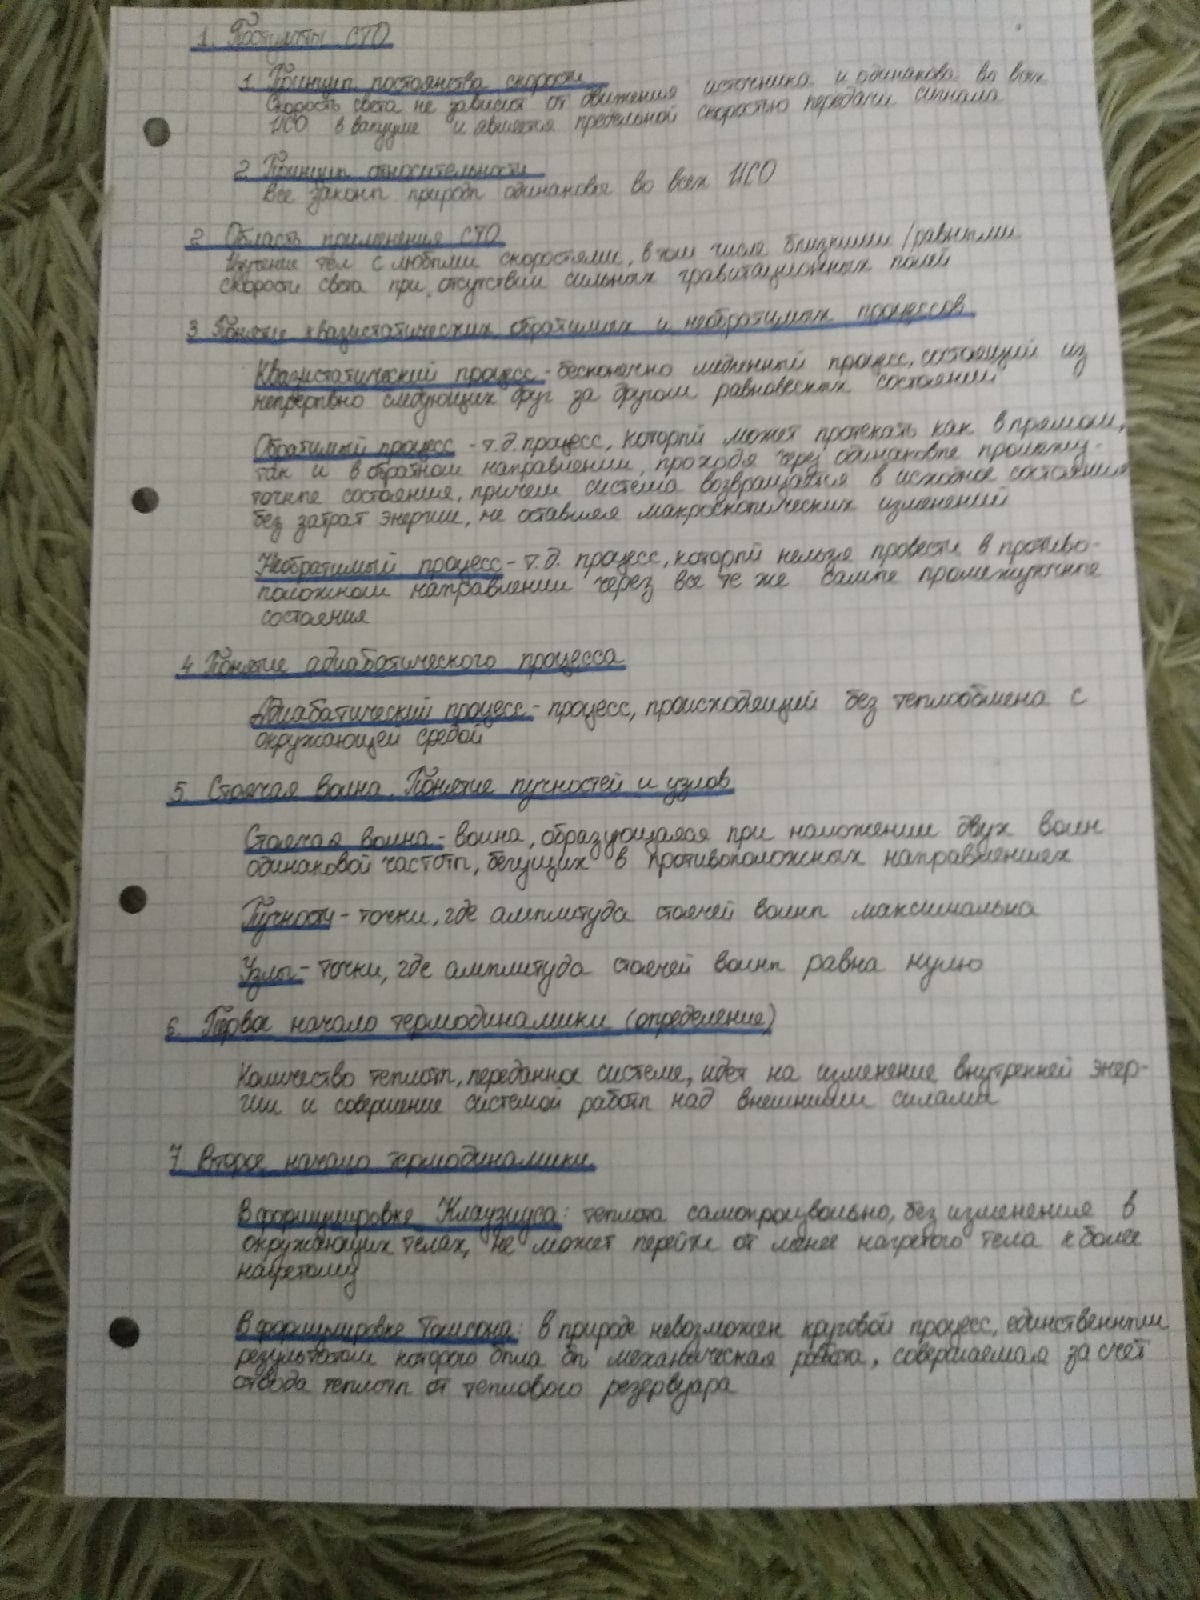 1. Постулаты СТО
1 Принцип постоянства скорости
Скорость света не зависит от движения источника и одинакова во всех
ИСО в вакууме и является предельной скоростью передачи сигнала
2 Принцип относительности
Все законы природы одинаковы во всех ИСО
2 Область применения СТО
Изучение тел с любыми скоростями, в том числе близкими/равными
скорости света при отсутствии сильных гравитационных полей
3 Понятие квазистатических, обратимых и необратимых процессов
Квазистатический процесс - бесконечно медленный процесс, состоящий из
непрерывно следующих друг за другом равновесных состояний
Обратимый процесс - т.д. процесс, который может протекать как в прямом,
так и в обратном направлении, проходя через одинаковые промежу-
точные состояния, причем система возвращается в исходное состояние
без затрат энергии, не оставляя макроскопических изменений
Необратимый процесс - т.д. процесс, который нельзя провести в противо-
положном направлении через все те же самые промежуточные
состояния
4 Понятие адиабатического процесса
Адиабатический процесс - процесс, происходящий без теплообмена с
окружающей средой
5. Стоячая волна. Понятие пучностей и узлов
Стоячая волна - волна, образующаяся при наложении двух волн
одинаковой частоты, бегущих в противоположных направлениях
Пучности - точки, где амплитуда стоячей волны максимальна
Узлы - точки, где амплитуда стоячей волны равна нулю
6. Первое начало термодинамики (определение)
Количество теплоты, переданное системе, идет на изменение внутренней энер-
гии и совершение системой работы над внешними силами
7 Второе начало термодинамики
В формулировке Клаузиуса: теплота самопроизвольно, без изменения в
окружающих телах, не может перейти от менее нагретого тела к более
нагретому
В формулировке Томсона: в природе невозможен круговой процесс, единственным
результатом которого была бы механическая работа, совершаемая за счет
отвода теплоты от теплового резервуара